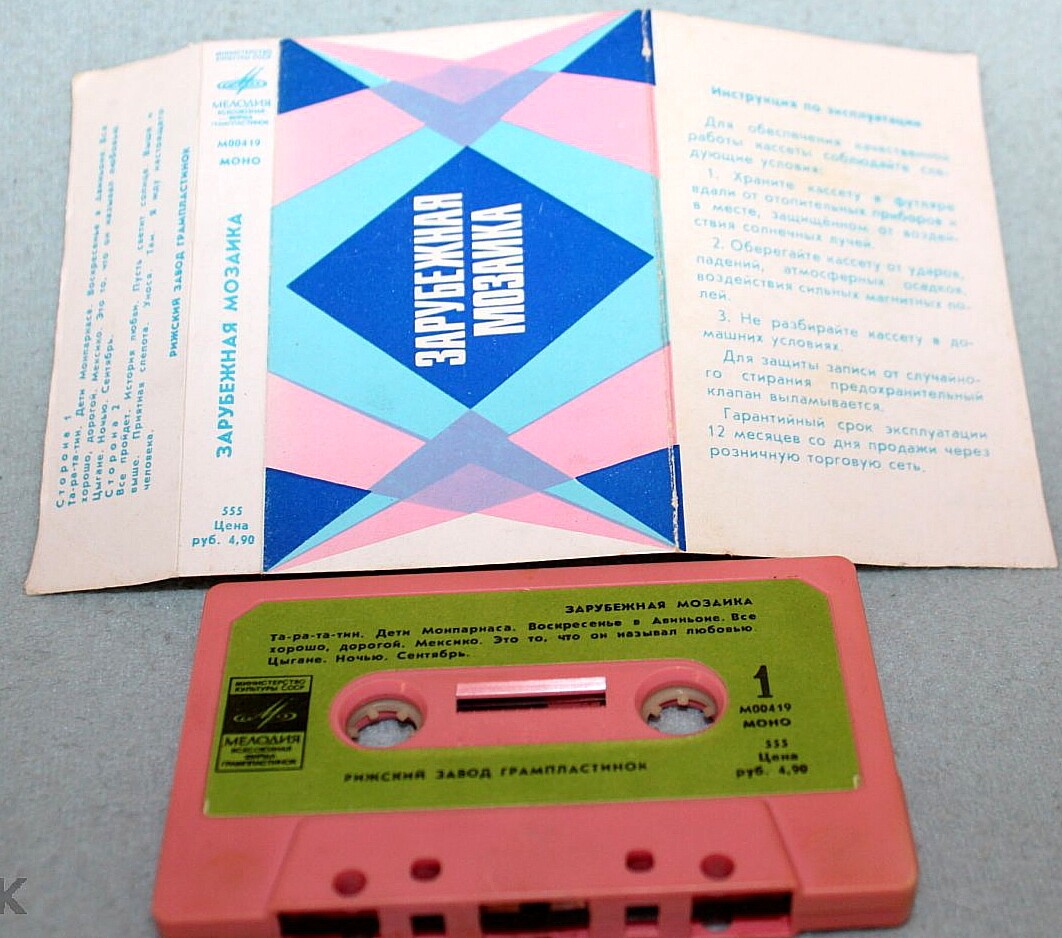 Сторона 1
Та-ра-та-тин. Дети Монпарнаса. Воскресенье в Авиньоне. Все
хорошо, дорогой. Мексико. Это то, что он называл любовью.
Цыгане. Ночью. Сентябрь.
Сторона 2
Все пройдет. История любви. Пусть светит солнце. Выше и
выше. Приятная слепота. Унося. Там. Я жду настоящего
человека.
РИЖСКИЙ ЗАВОД ГРАМПЛАСТИНОК
МИНИСТЕРСТВО
КУЛЬТУРЫ СССР
МЕЛОДИЯ
ВСЕСОЮЗНАЯ
ФИРМА
ГРАМПЛАСТИНОК
М00419
МОНО
ЗАРУБЕЖНАЯ МОЗАИКА
555
Цена
руб. 4,90
ЗАРУБЕЖНАЯ
МОЗАИКА
Инструкция по эксплуатации
Для обеспечения качественной
работы кассеты соблюдайте сле-
дующие условия:
1. Храните кассету в футляре
вдали от отопительных приборов и
в месте, защищённом от воздей-
ствия солнечных лучей.
2. Оберегайте кассету от ударов,
падений, атмосферных осадков,
воздействия сильных магнитных по-
лей.
3. Не разбирайте кассету в до-
машних условиях.
Для защиты записи от случайно-
го стирания предохранительный
клапан выламывается.
Гарантийный срок эксплуатации
12 месяцев со дня продажи через
розничную торговую сеть.
ЗАРУБЕЖНАЯ МОЗАИКА
Та-ра-та-тин. Дети Монпарнаса. Воскресенье в Авиньоне. Все
хорошо, дорогой. Мексико. Это то, что он называл любовью.
Цыгане. Ночью. Сентябрь.
МИНИСТЕРСТВО
КУЛЬТУРЫ СССР
МЕЛОДИЯ
ВСЕСОЮЗНАЯ
ФИРМА
ГРАМПЛАСТИНОК
1
М00419
МОНО
555
Цена
руб. 4,90
РИЖСКИЙ ЗАВОД ГРАМПЛАСТИНОК
K